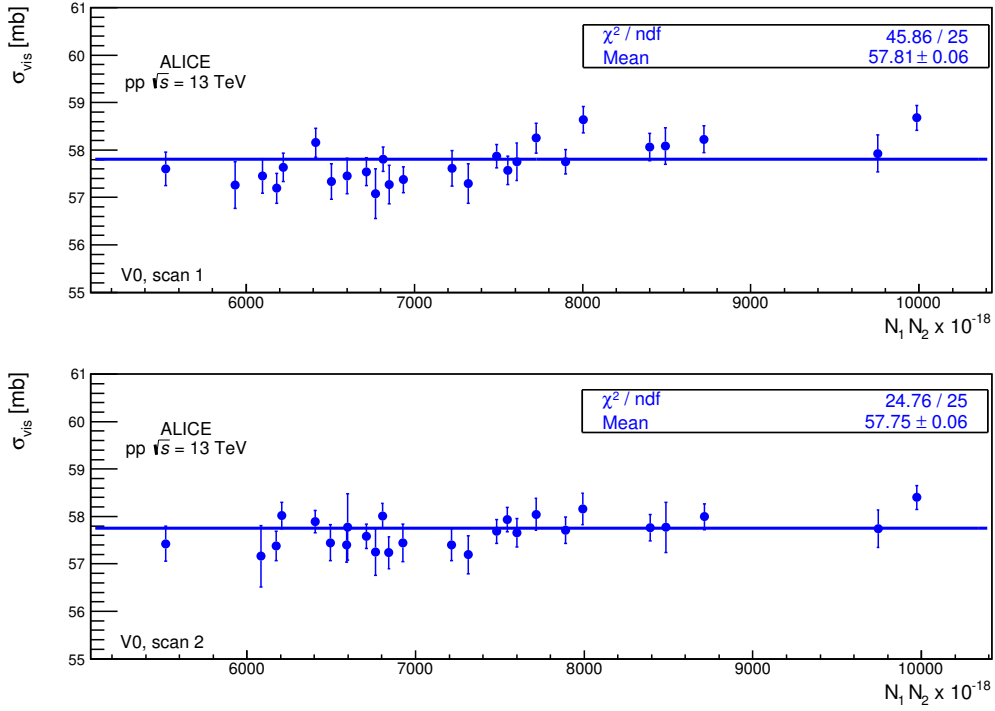 σvis [mb]
61
60
59
58
57
56
55
ALICE
pp √s = 13 TeV
χ² / ndf 45.86 / 25
Mean 57.81 ± 0.06
V0, scan 1
6000 7000 8000 9000 10000
N₁ N₂ x 10⁻¹⁸
σvis [mb]
61
60
59
58
57
56
55
ALICE
pp √s = 13 TeV
χ² / ndf 24.76 / 25
Mean 57.75 ± 0.06
V0, scan 2
6000 7000 8000 9000 10000
N₁ N₂ x 10⁻¹⁸